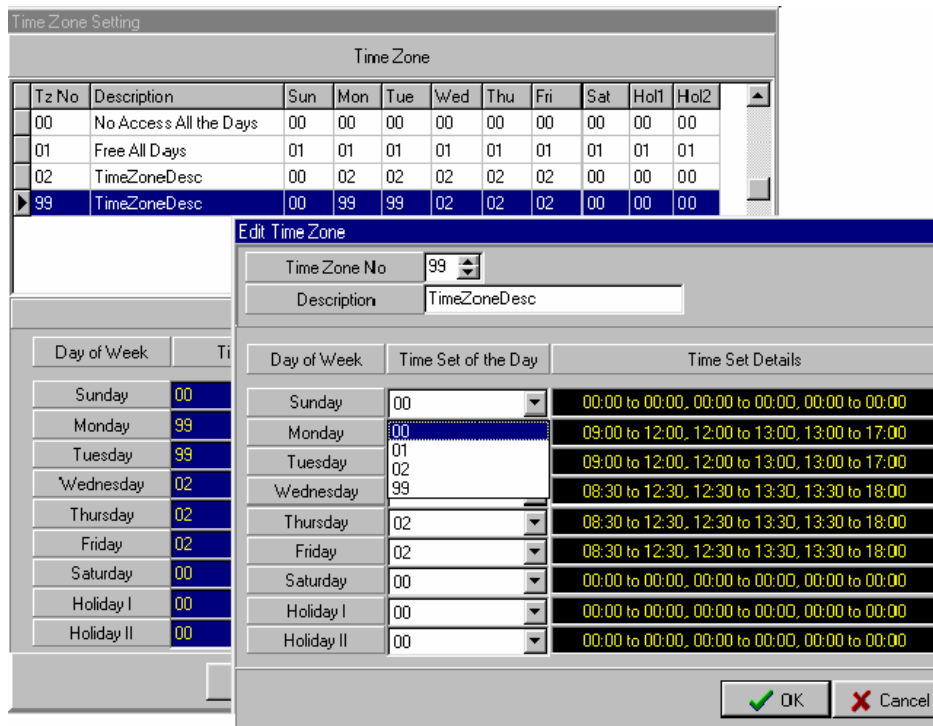 Time Zone Setting
Time Zone
Tz No Description Sun Mon Tue Wed Thu Fri Sat Hol1 Hol2
00 No Access All the Days 00 00 00 00 00 00 00 00 00
01 Free All Days 01 01 01 01 01 01 01 01 01
02 TimeZoneDesc 00 02 02 02 02 02 00 00 00
99 TimeZoneDesc 00 99 99 02 02 02 00 00 00
Edit Time Zone
Time Zone No 99
Description TimeZoneDesc
Day of Week
Sunday 00
Monday 99
Tuesday 99
Wednesday 02
Thursday 02
Friday 02
Saturday 00
Holiday I 00
Holiday II 00
Day of Week Time Set of the Day Time Set Details
Sunday 00 00:00 to 00:00, 00:00 to 00:00, 00:00 to 00:00
Monday 00 09:00 to 12:00, 12:00 to 13:00, 13:00 to 17:00
01
Tuesday 02 09:00 to 12:00, 12:00 to 13:00, 13:00 to 17:00
Wednesday 99 08:30 to 12:30, 12:30 to 13:30, 13:30 to 18:00
Thursday 02 08:30 to 12:30, 12:30 to 13:30, 13:30 to 18:00
Friday 02 08:30 to 12:30, 12:30 to 13:30, 13:30 to 18:00
Saturday 00 00:00 to 00:00, 00:00 to 00:00, 00:00 to 00:00
Holiday I 00 00:00 to 00:00, 00:00 to 00:00, 00:00 to 00:00
Holiday II 00 00:00 to 00:00, 00:00 to 00:00, 00:00 to 00:00
OK Cancel